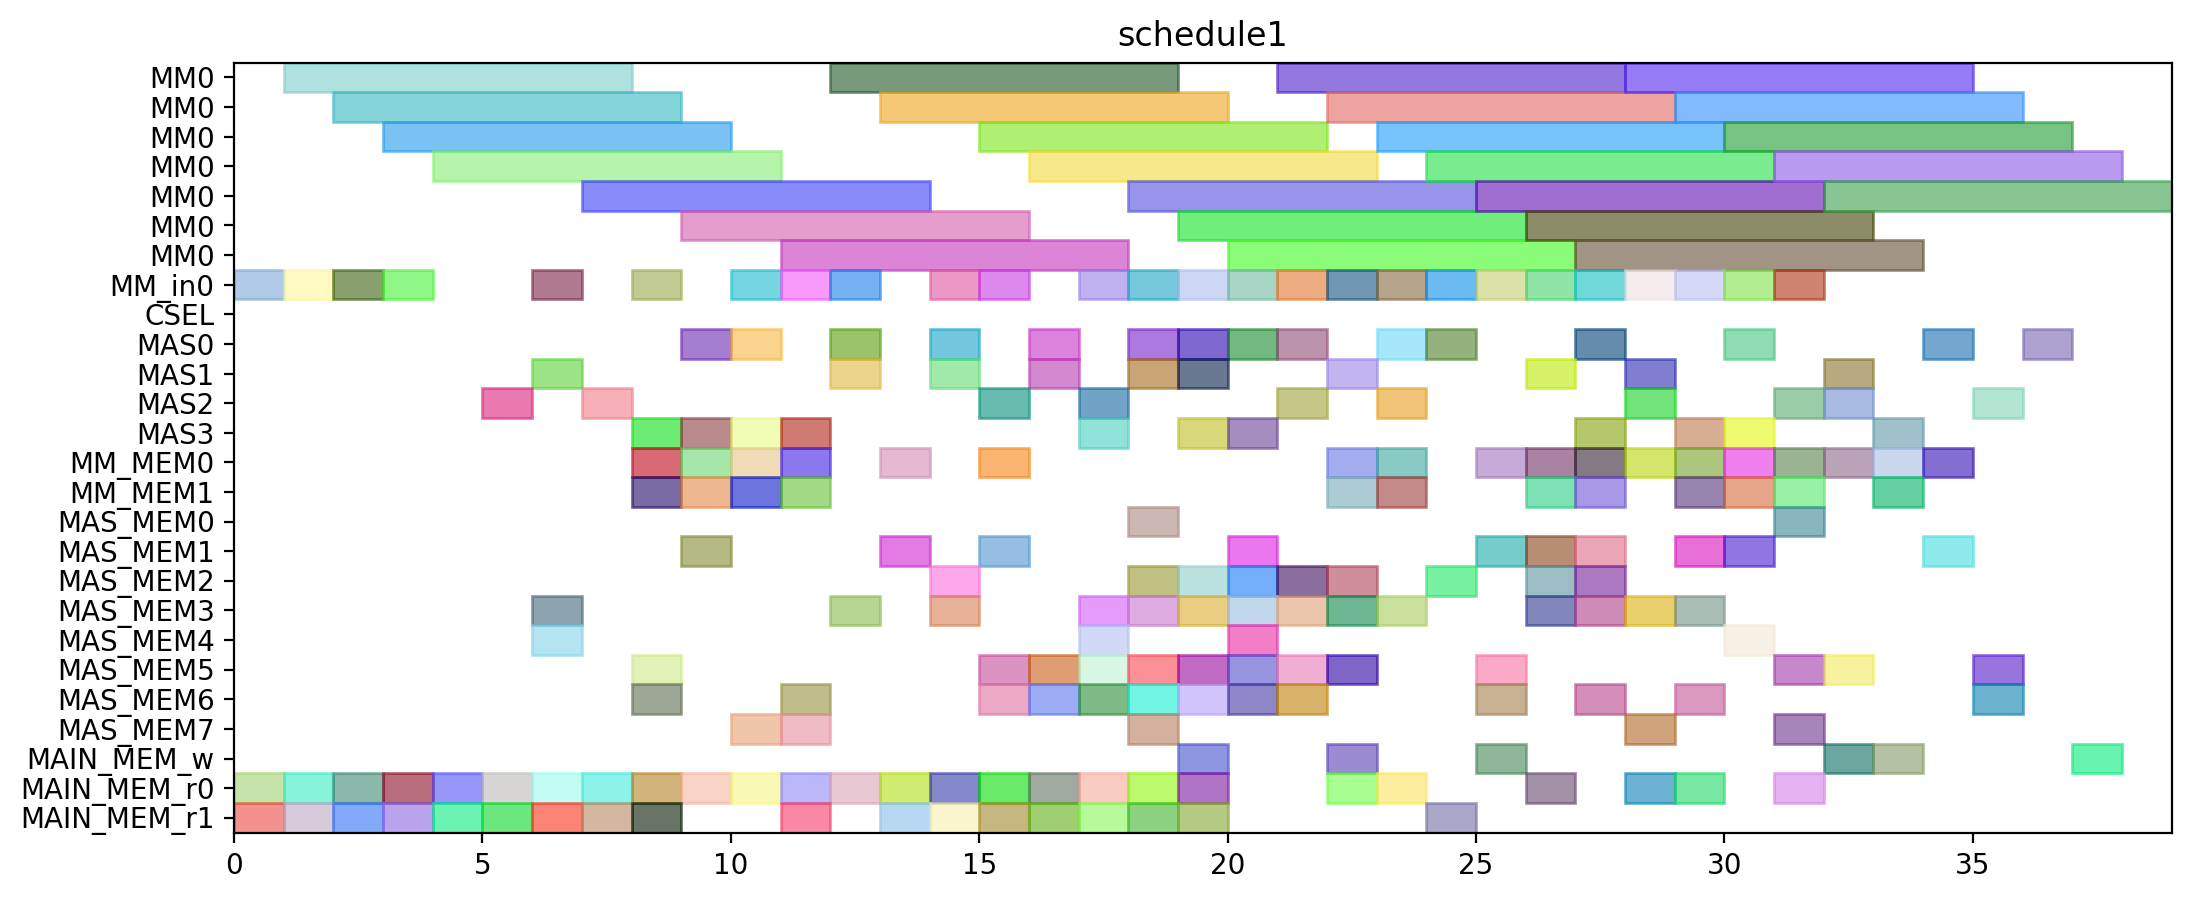 schedule1
MM0
MM0
MM0
MM0
MM0
MM0
MM0
MM_in0
CSEL
MAS0
MAS1
MAS2
MAS3
MM_MEM0
MM_MEM1
MAS_MEM0
MAS_MEM1
MAS_MEM2
MAS_MEM3
MAS_MEM4
MAS_MEM5
MAS_MEM6
MAS_MEM7
MAIN_MEM_w
MAIN_MEM_r0
MAIN_MEM_r1
0 5 10 15 20 25 30 35